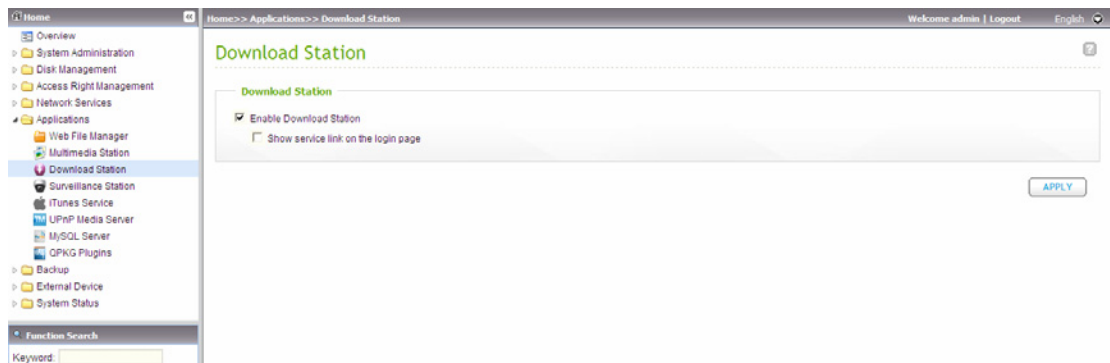 Home
Home>> Applications>> Download Station
Welcome admin | Logout
English
Overview
System Administration
Disk Management
Access Right Management
Network Services
Applications
Web File Manager
Multimedia Station
Download Station
Surveillance Station
iTunes Service
UPnP Media Server
MySQL Server
QPKG Plugins
Backup
External Device
System Status
Function Search
Keyword:
Download Station
Download Station
Enable Download Station
Show service link on the login page
APPLY